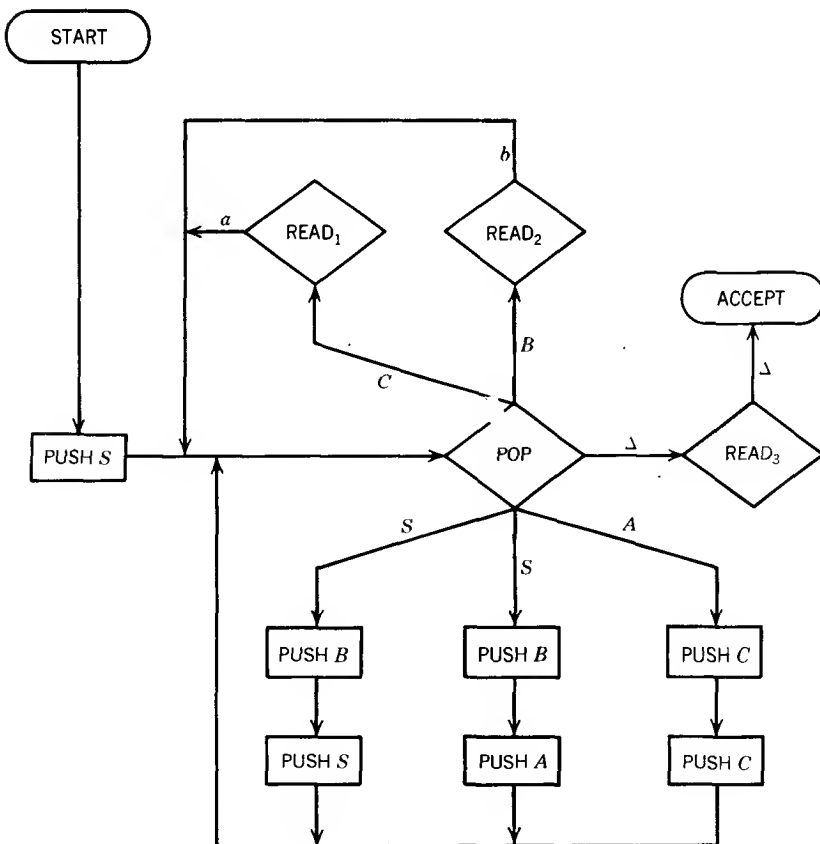 START
b
a
READ₁
READ₂
ACCEPT
B
Δ
C
PUSH S
POP
Δ
READ₃
S
A
S
PUSH B
PUSH B
PUSH C
PUSH S
PUSH A
PUSH C